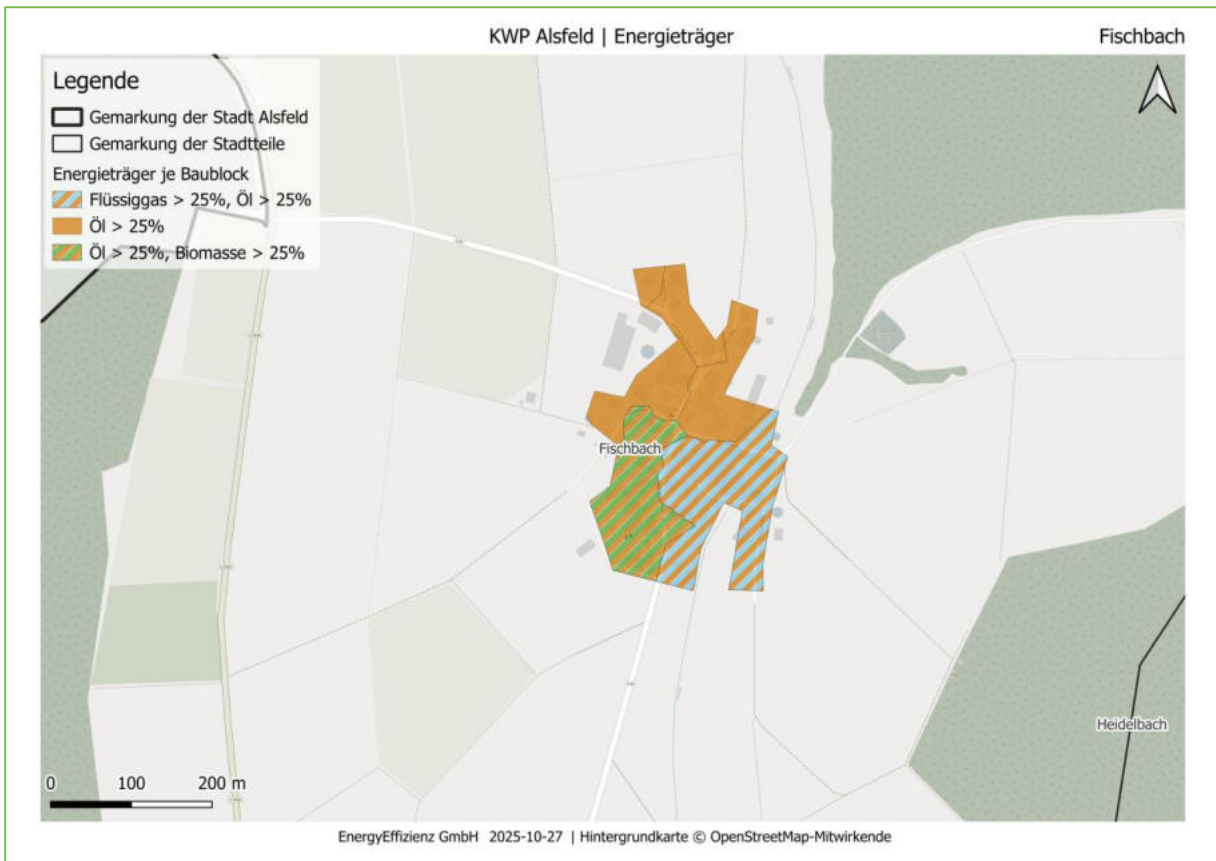 KWP Alsfeld | Energieträger
Fischbach
Legende
Gemarkung der Stadt Alsfeld
Gemarkung der Stadtteile
Energieträger je Baublock
Flüssiggas > 25%, Öl > 25%
Öl > 25%
Öl > 25%, Biomasse > 25%
Fischbach
Heidelbach
0 100 200 m
EnergyEffizienz GmbH 2025-10-27 | Hintergrundkarte © OpenStreetMap-Mitwirkende